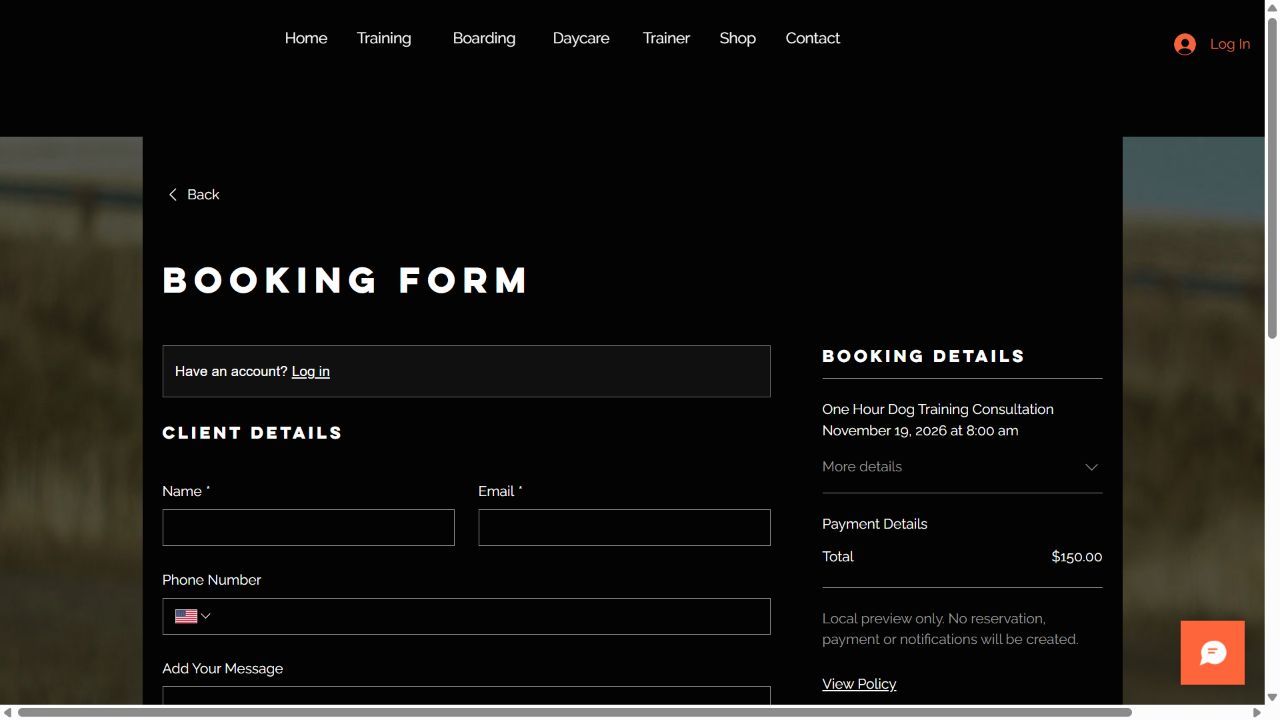 Home Training Boarding Daycare Trainer Shop Contact
Log In
Back
BOOKING FORM
Have an account? Log in
CLIENT DETAILS
Name *
Email *
Phone Number
Add Your Message
BOOKING DETAILS
One Hour Dog Training Consultation
November 19, 2026 at 8:00 am
More details
Payment Details
Total $150.00
Local preview only. No reservation,
payment or notifications will be created.
View Policy